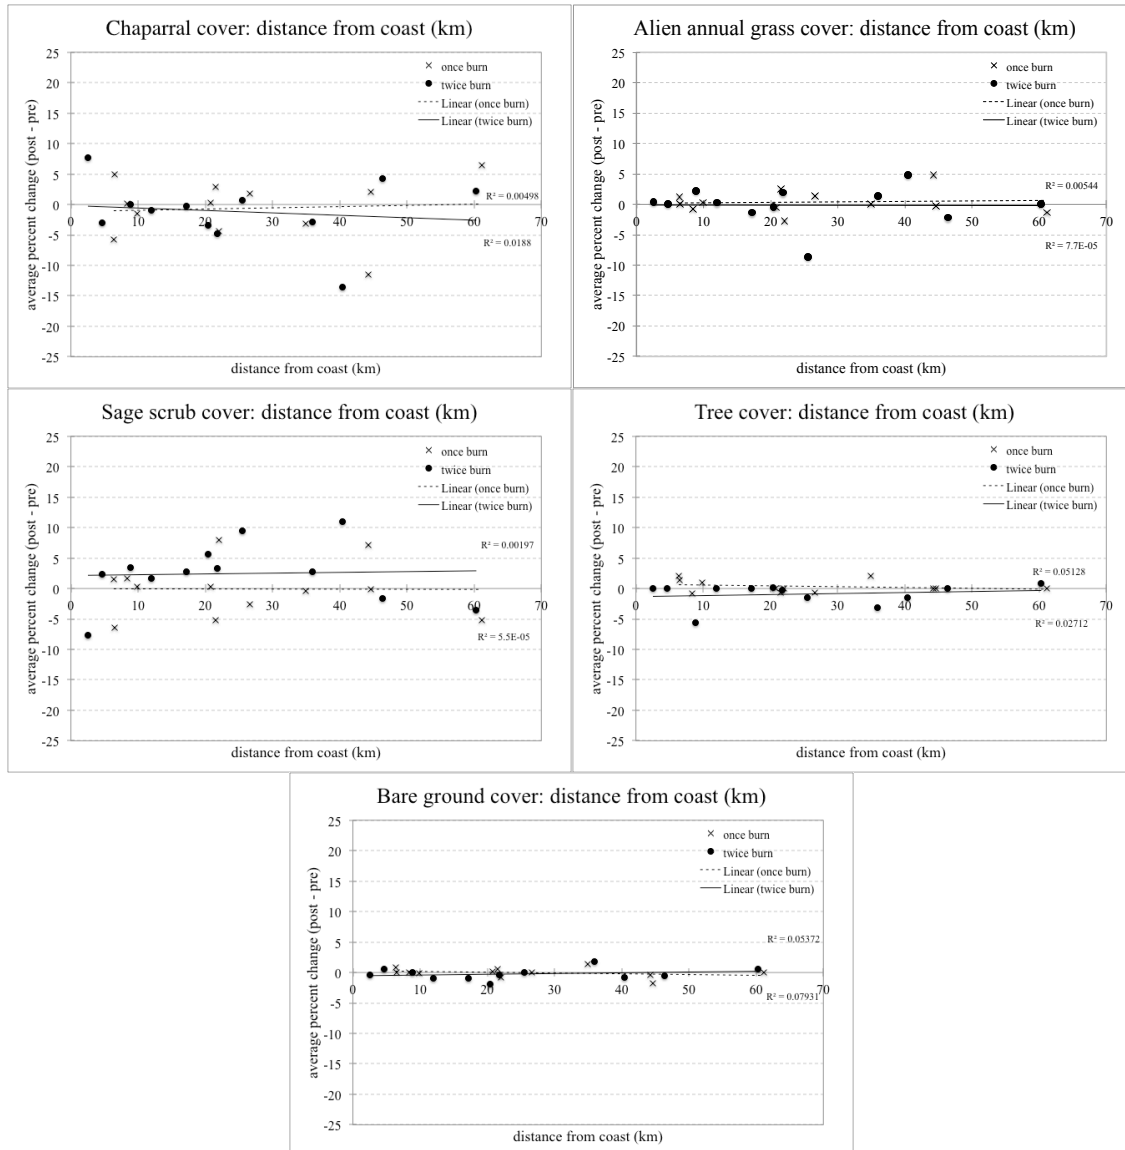 Chaparral cover: distance from coast (km)
25
20
15
10
5
0
-5
-10
-15
-20
-25
0 10 20 30 40 50 60 70
average percent change (post - pre)
distance from coast (km)
once burn
twice burn
Linear (once burn)
Linear (twice burn)
R² = 0.00498
R² = 0.0188
Alien annual grass cover: distance from coast (km)
25
20
15
10
5
0
-5
-10
-15
-20
-25
0 10 20 30 40 50 60 70
average percent change (post - pre)
distance from coast (km)
once burn
twice burn
Linear (once burn)
Linear (twice burn)
R² = 0.00544
R² = 7.7E-05
Sage scrub cover: distance from coast (km)
25
20
15
10
5
0
-5
-10
-15
-20
-25
0 10 20 30 40 50 60 70
average percent change (post - pre)
distance from coast (km)
once burn
twice burn
Linear (once burn)
Linear (twice burn)
R² = 0.00197
R² = 5.5E-05
Tree cover: distance from coast (km)
25
20
15
10
5
0
-5
-10
-15
-20
-25
0 10 20 30 40 50 60 70
average percent change (post - pre)
distance from coast (km)
once burn
twice burn
Linear (once burn)
Linear (twice burn)
R² = 0.05128
R² = 0.02712
Bare ground cover: distance from coast (km)
25
20
15
10
5
0
-5
-10
-15
-20
-25
0 10 20 30 40 50 60 70
average percent change (post - pre)
distance from coast (km)
once burn
twice burn
Linear (once burn)
Linear (twice burn)
R² = 0.05372
R² = 0.07931